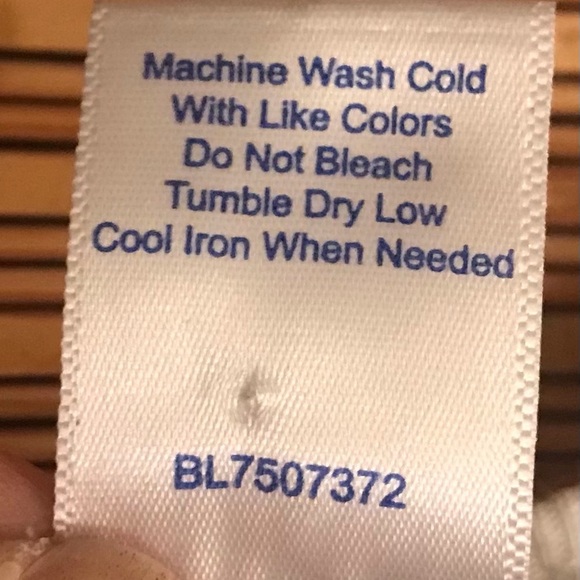 Machine Wash Cold
With Like Colors
Do Not Bleach
Tumble Dry Low
Cool Iron When Needed
BL7507372